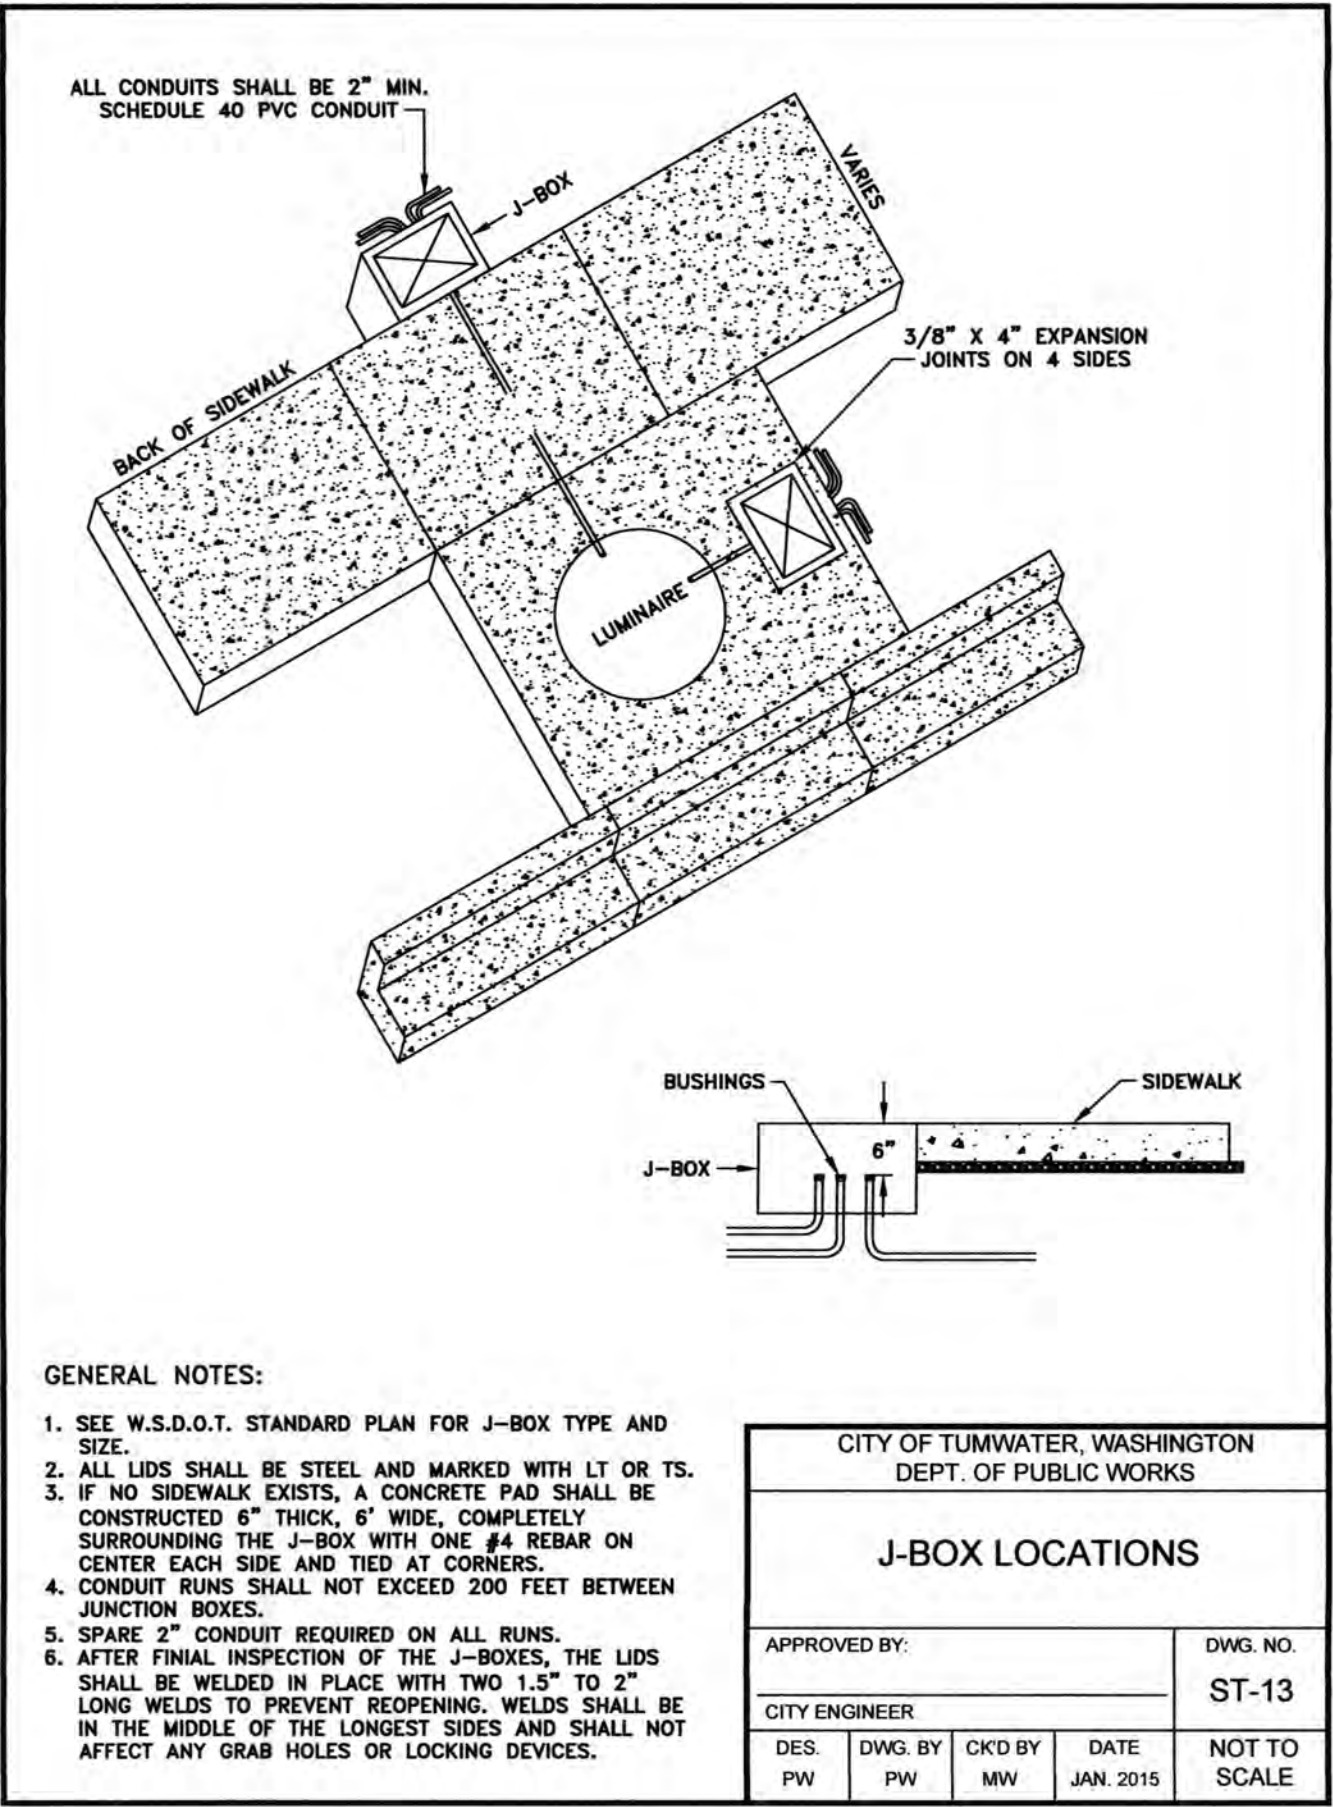 ALL CONDUITS SHALL BE 2" MIN.
SCHEDULE 40 PVC CONDUIT
J-BOX
VARIES
3/8" X 4" EXPANSION
JOINTS ON 4 SIDES
BACK OF SIDEWALK
LUMINAIRE
BUSHINGS
SIDEWALK
6"
J-BOX
GENERAL NOTES:
1. SEE W.S.D.O.T. STANDARD PLAN FOR J-BOX TYPE AND
SIZE.
2. ALL LIDS SHALL BE STEEL AND MARKED WITH LT OR TS.
3. IF NO SIDEWALK EXISTS, A CONCRETE PAD SHALL BE
CONSTRUCTED 6" THICK, 6' WIDE, COMPLETELY
SURROUNDING THE J-BOX WITH ONE #4 REBAR ON
CENTER EACH SIDE AND TIED AT CORNERS.
4. CONDUIT RUNS SHALL NOT EXCEED 200 FEET BETWEEN
JUNCTION BOXES.
5. SPARE 2" CONDUIT REQUIRED ON ALL RUNS.
6. AFTER FINIAL INSPECTION OF THE J-BOXES, THE LIDS
SHALL BE WELDED IN PLACE WITH TWO 1.5" TO 2"
LONG WELDS TO PREVENT REOPENING. WELDS SHALL BE
IN THE MIDDLE OF THE LONGEST SIDES AND SHALL NOT
AFFECT ANY GRAB HOLES OR LOCKING DEVICES.
CITY OF TUMWATER, WASHINGTON
DEPT. OF PUBLIC WORKS
J-BOX LOCATIONS
APPROVED BY:
CITY ENGINEER
DWG. NO.
ST-13
DES. DWG. BY CK'D BY DATE
PW PW MW JAN. 2015
NOT TO
SCALE